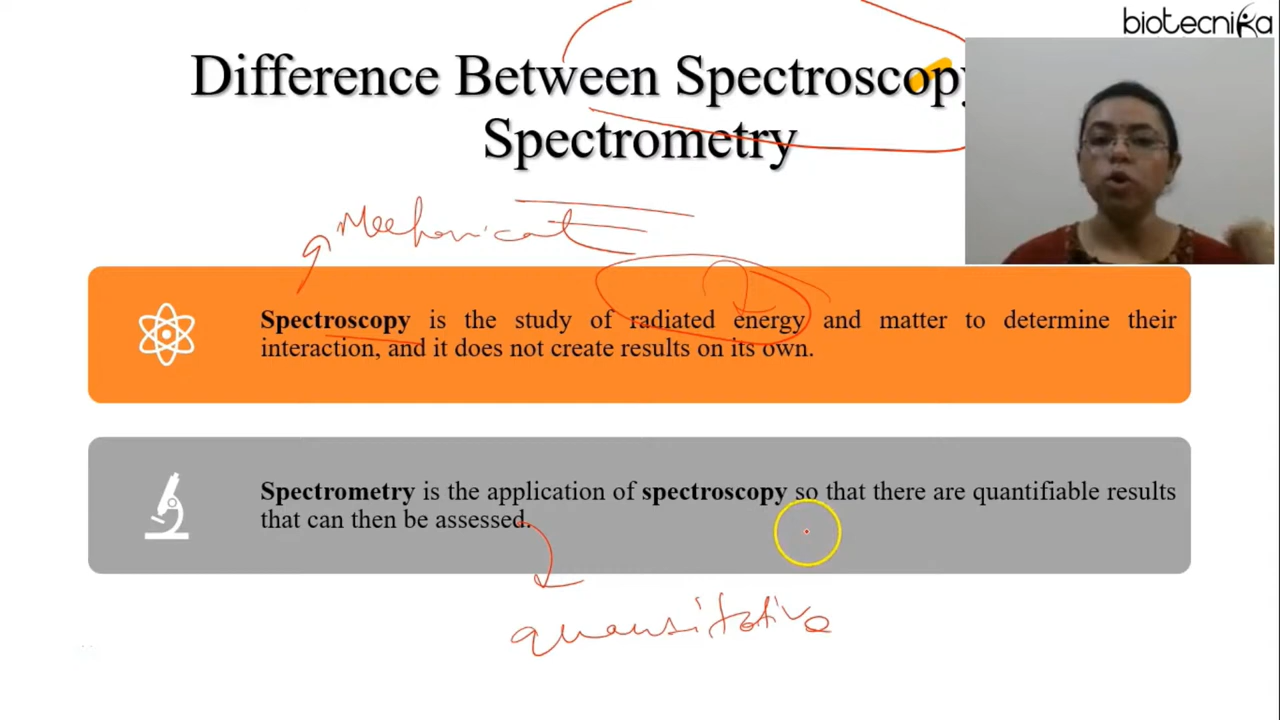 biotecnika
Difference Between Spectroscopy
Spectrometry
Mechanical
Spectroscopy is the study of radiated energy and matter to determine their
interaction, and it does not create results on its own.
Spectrometry is the application of spectroscopy so that there are quantifiable results
that can then be assessed.
quantitative